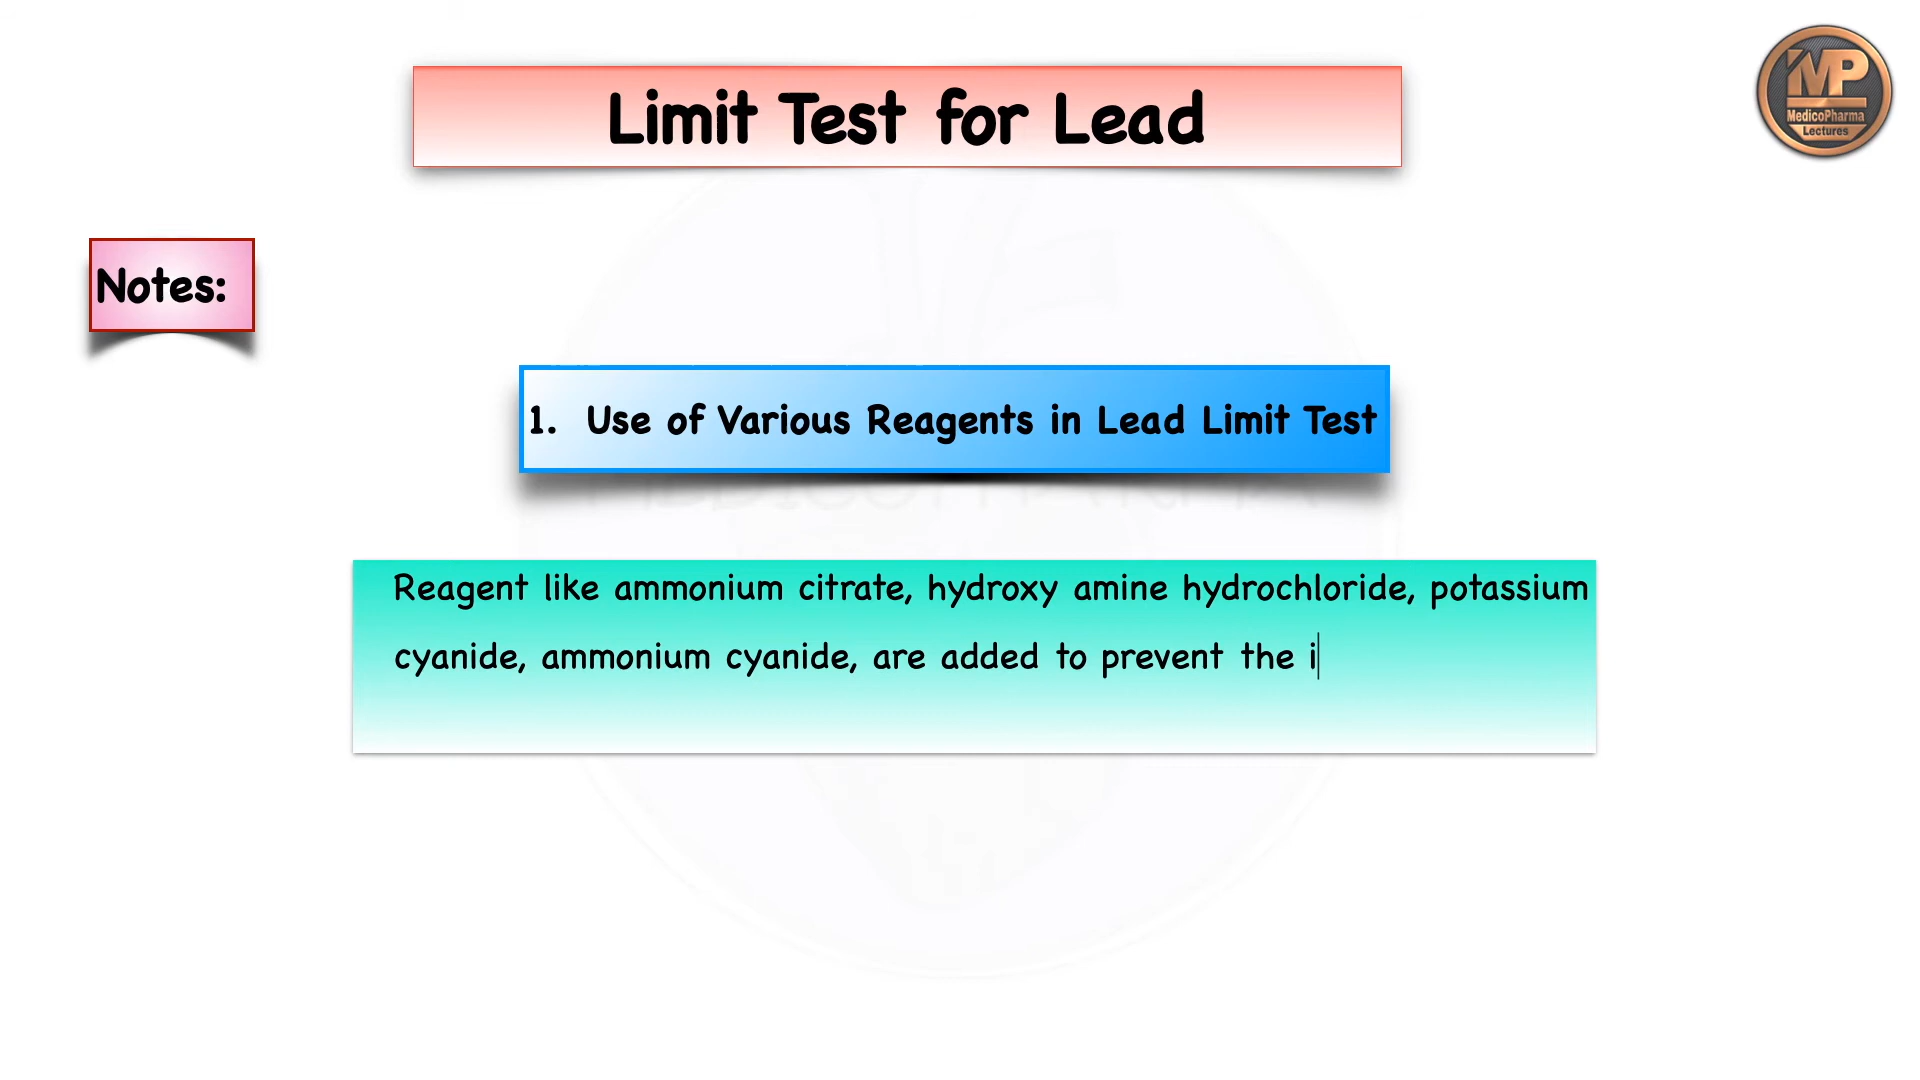 Limit Test for Lead
MP
MedicoPharma
Lectures
Notes:
1. Use of Various Reagents in Lead Limit Test
Reagent like ammonium citrate, hydroxy amine hydrochloride, potassium
cyanide, ammonium cyanide, are added to prevent the i